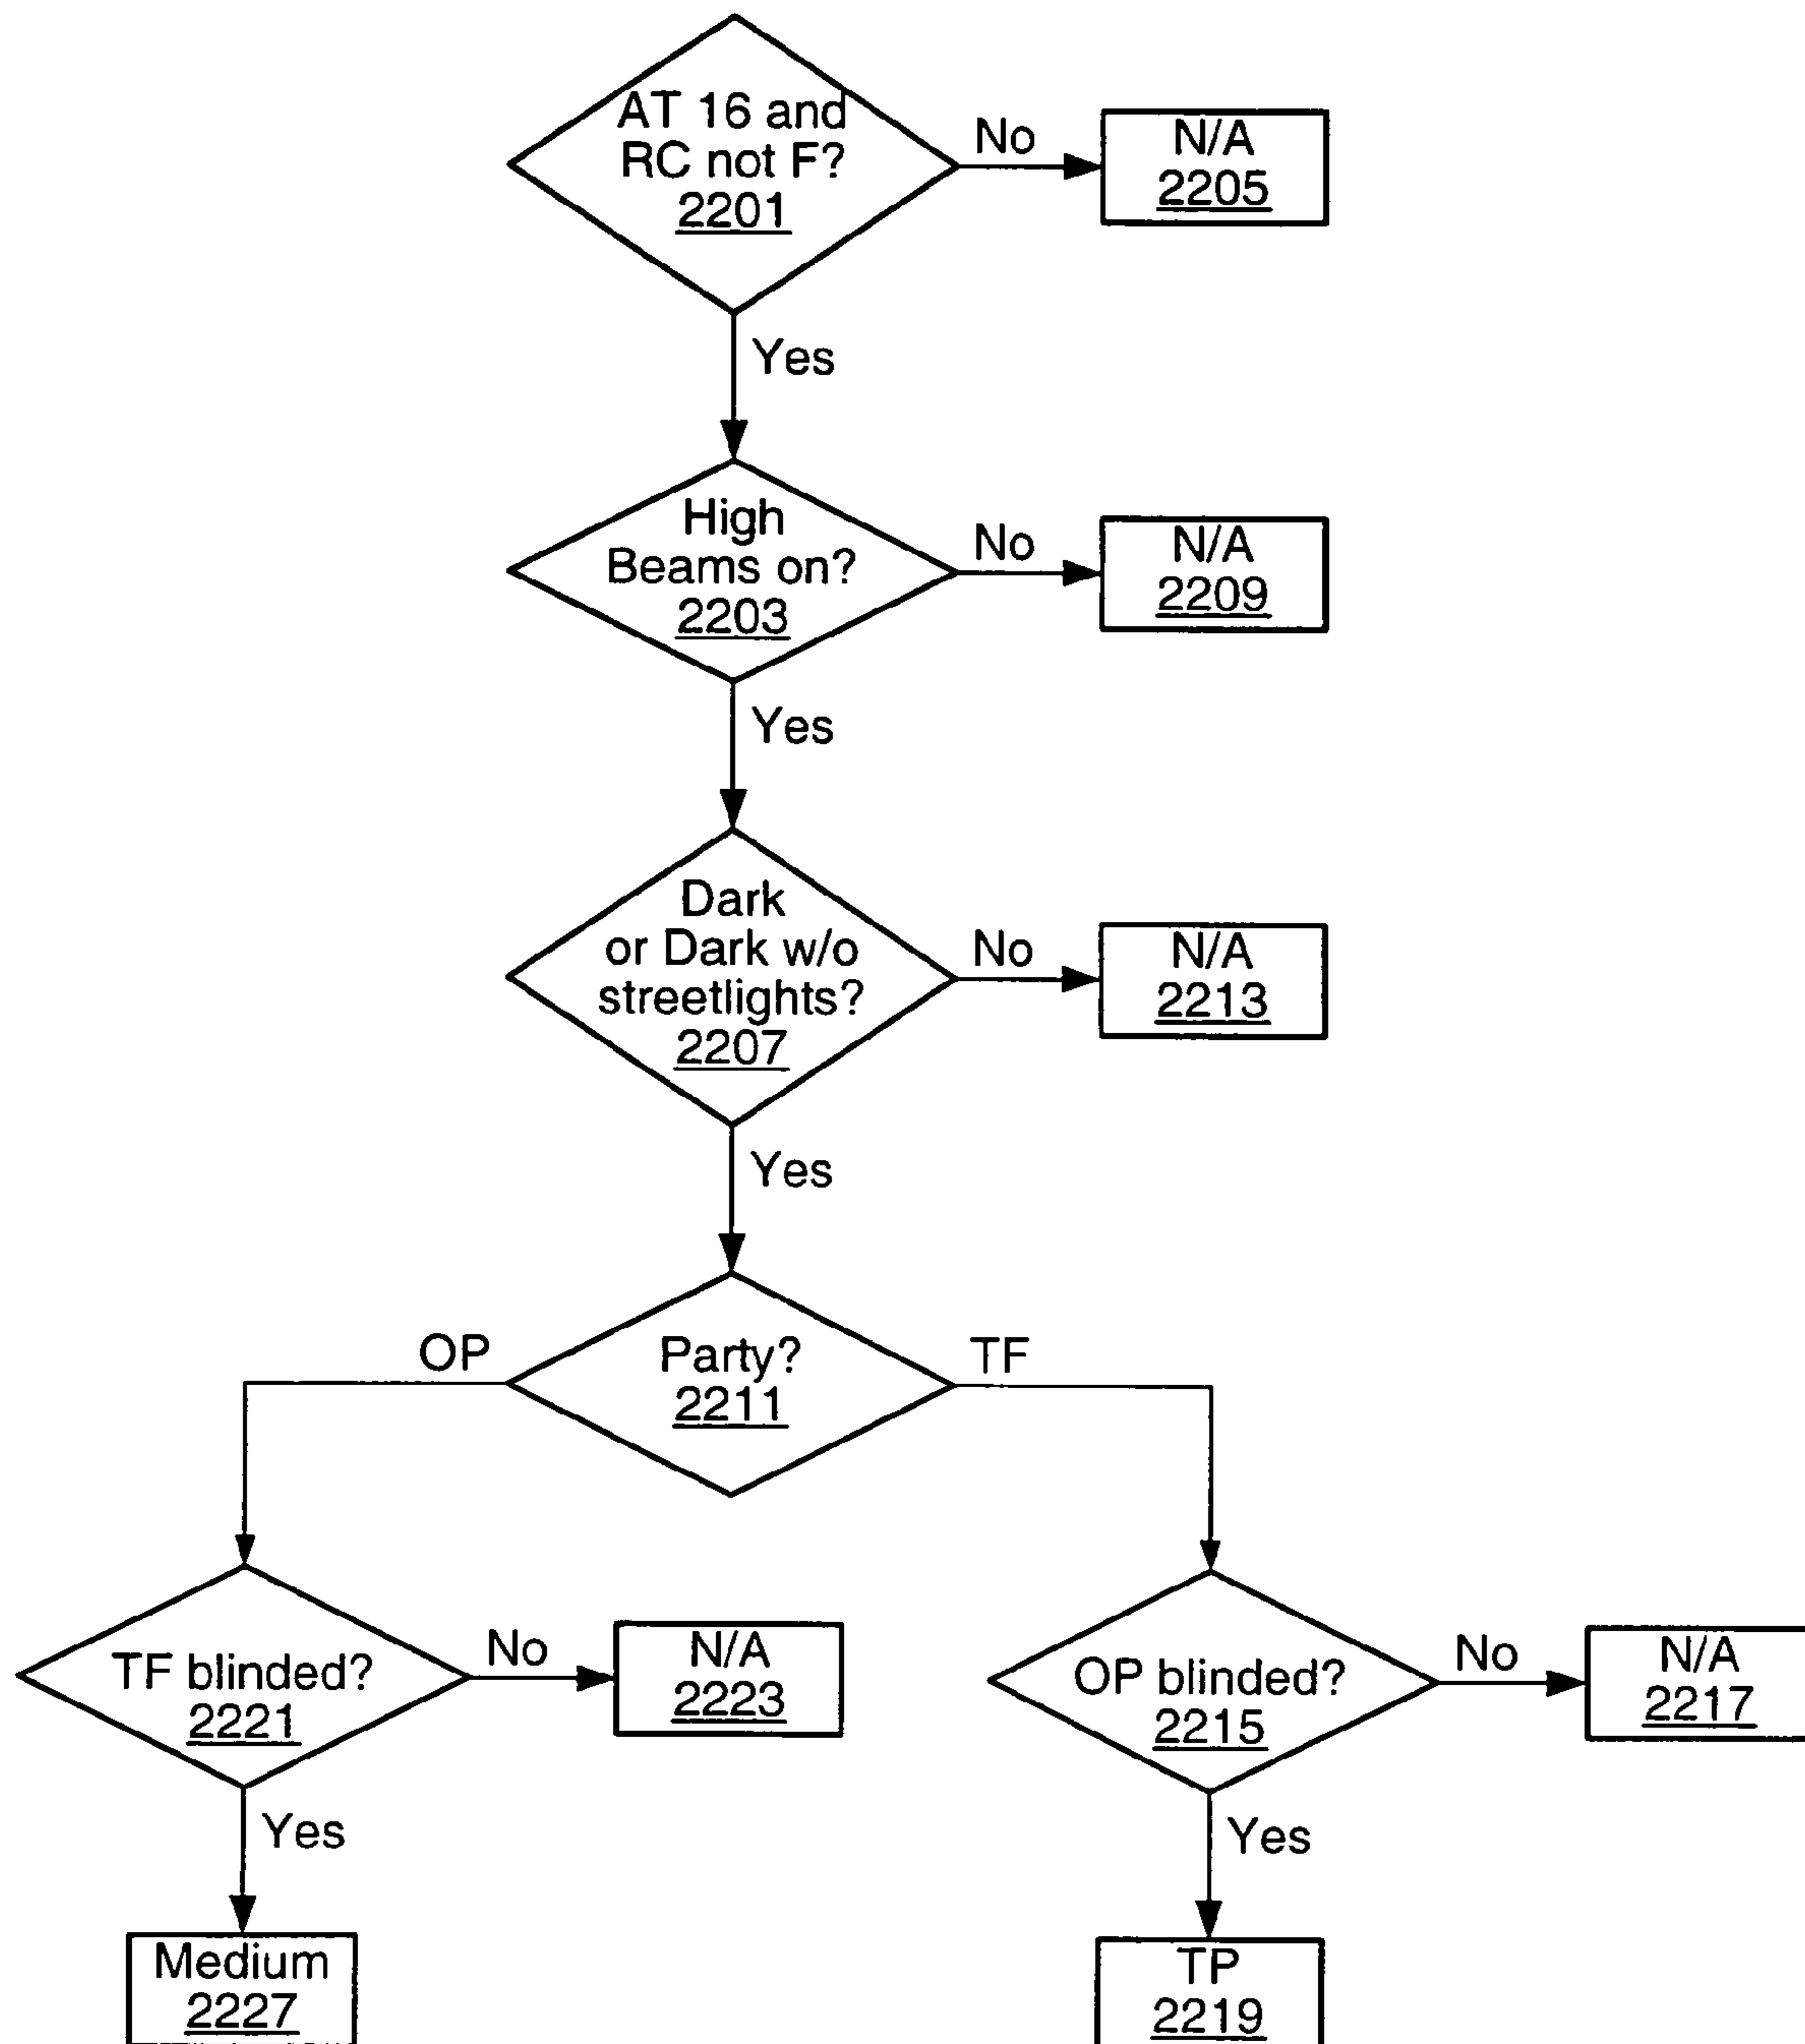 AT 16 and
RC not F?
2201
No
N/A
2205
Yes
High
Beams on?
2203
No
N/A
2209
Yes
Dark
or Dark w/o
streetlights?
2207
No
N/A
2213
Yes
OP
Party?
2211
TF
TF blinded?
2221
No
N/A
2223
OP blinded?
2215
No
N/A
2217
Yes
Yes
Medium
2227
TP
2219